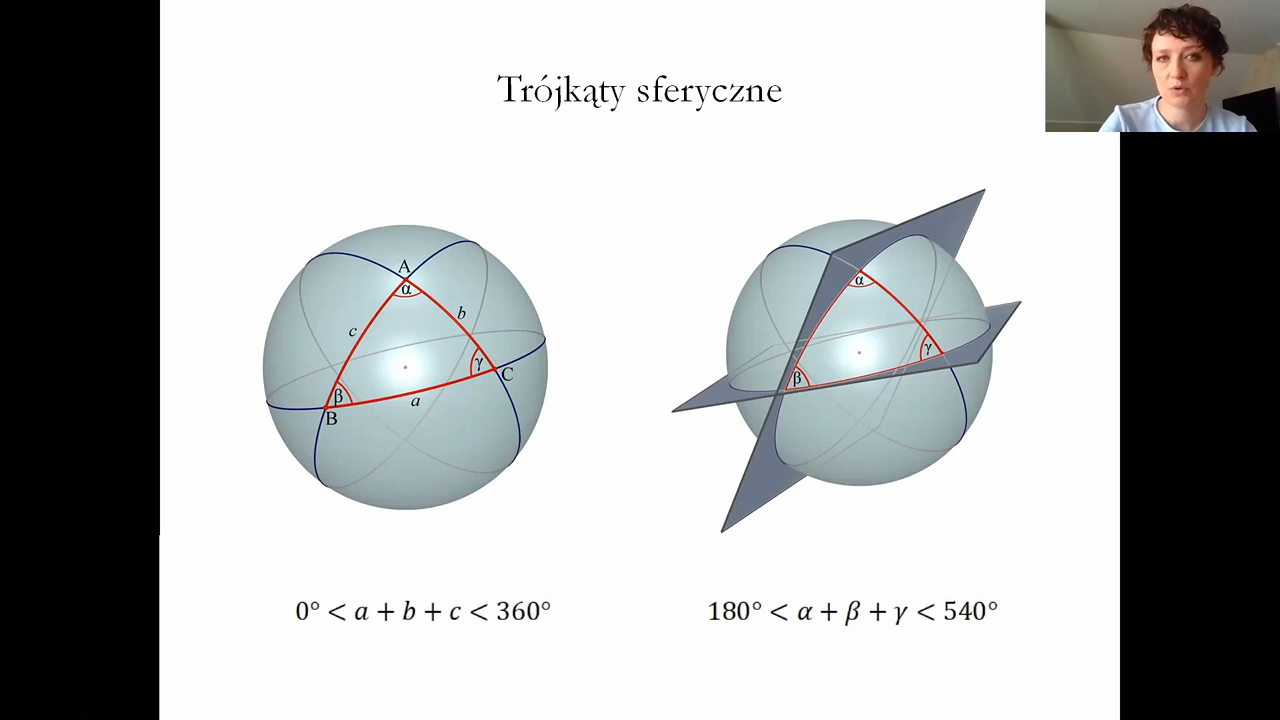 Trójkąty sferyczne
A
α
c
b
γ
C
β
a
B
α
γ
β
0° < a + b + c < 360°
180° < α + β + γ < 540°